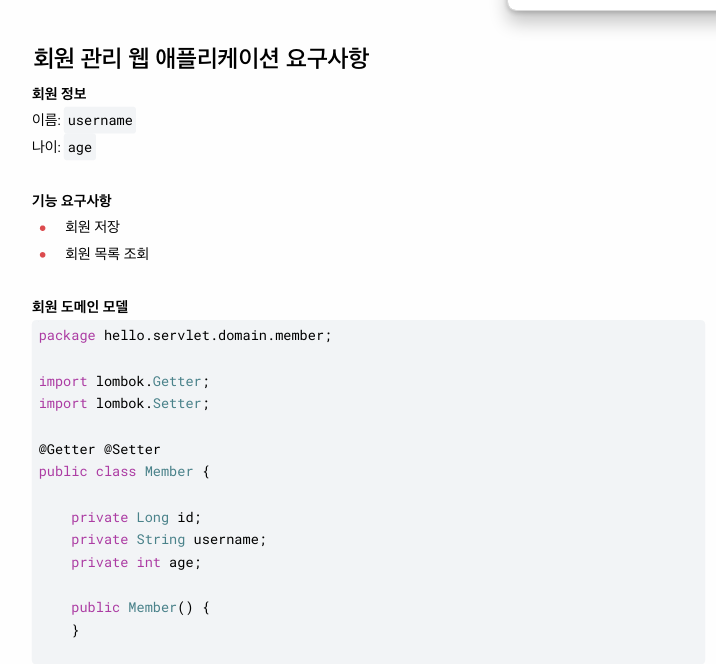 회원 관리 웹 애플리케이션 요구사항
회원 정보
이름: username
나이: age
기능 요구사항
회원 저장
회원 목록 조회
회원 도메인 모델
package hello.servlet.domain.member;
import lombok.Getter;
import lombok.Setter;
@Getter @Setter
public class Member {
private Long id;
private String username;
private int age;
public Member() {
}